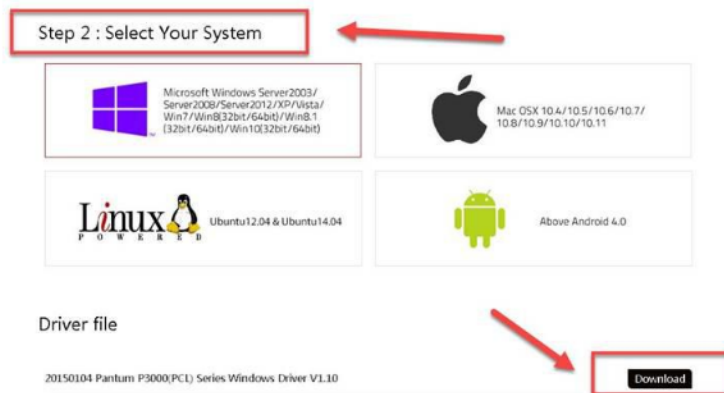 Step 2 : Select Your System
Microsoft Windows Server2003/
Server2008/Server2012/XP/Vista/
Win7/Win8(32bit/64bit)/Win8.1
(32bit/64bit)/Win10(32bit/64bit)
Mac OSX 10.4/10.5/10.6/10.7/
10.8/10.9/10.10/10.11
Linux
POWERED
Ubuntu12.04 & Ubuntu14.04
Above Android 4.0
Driver file
20150104 Pantum P3000(PCL) Series Windows Driver V1.10
Download